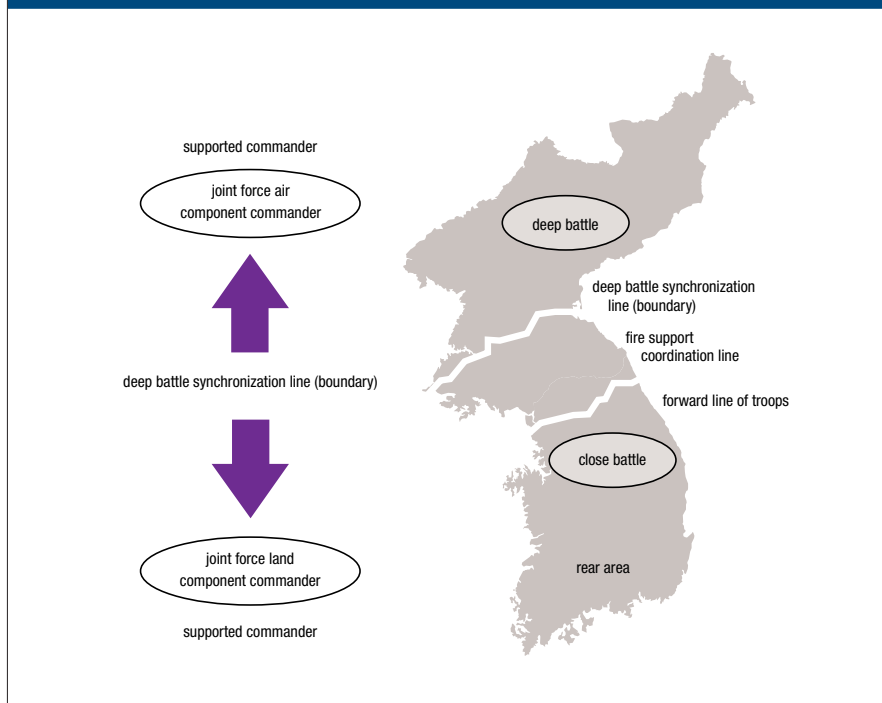 supported commander
joint force air
component commander
deep battle synchronization line (boundary)
joint force land
component commander
supported commander
deep battle
deep battle synchronization
line (boundary)
fire support
coordination line
forward line of troops
close battle
rear area